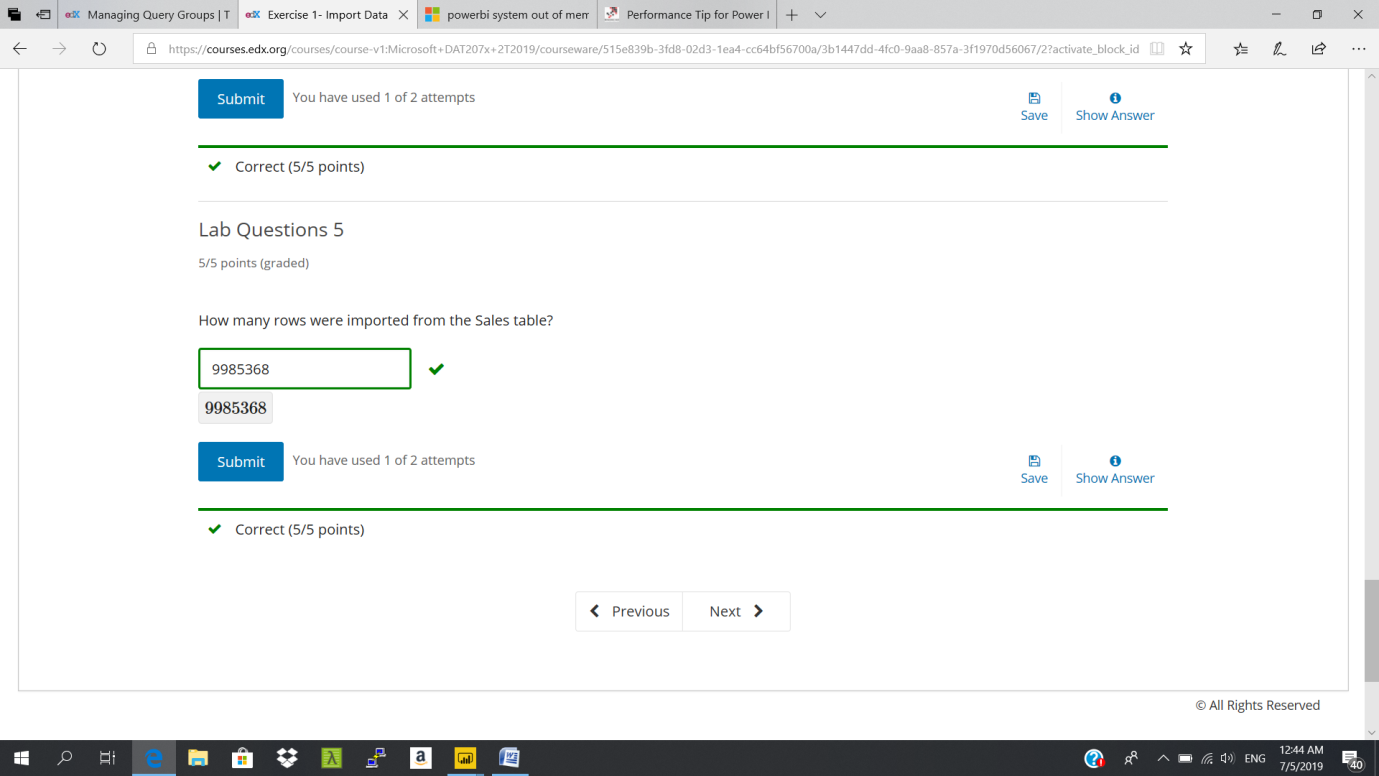 edX Managing Query Groups | T
edX Exercise 1- Import Data
powerbi system out of mem
Performance Tip for Power
https://courses.edx.org/courses/course-v1:Microsoft+DAT207x+2T2019/courseware/515e839b-3fd8-02d3-1ea4-cc64bf56700a/3b1447dd-4fc0-9aa8-857a-3f1970d56067/2?activate_block_id
Submit
You have used 1 of 2 attempts
Save
Show Answer
Correct (5/5 points)
Lab Questions 5
5/5 points (graded)
How many rows were imported from the Sales table?
9985368
9985368
Submit
You have used 1 of 2 attempts
Save
Show Answer
Correct (5/5 points)
Previous
Next
© All Rights Reserved
ENG
12:44 AM
7/5/2019
40